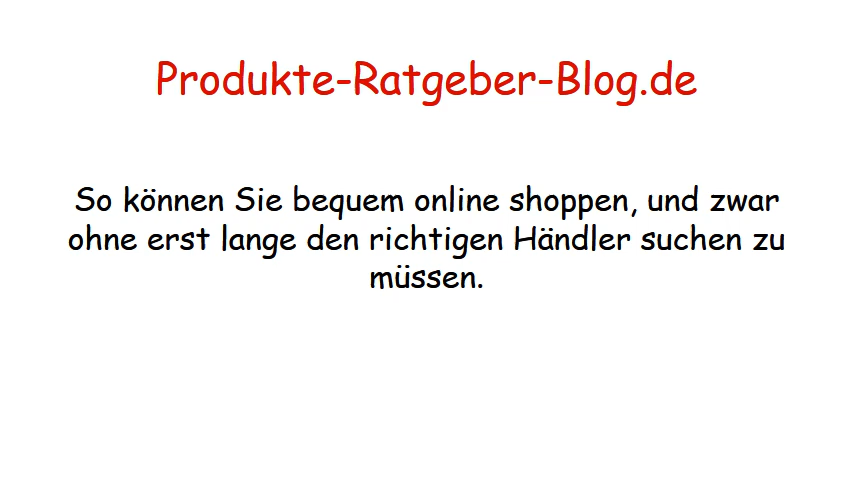 Produkte-Ratgeber-Blog.de
So können Sie bequem online shoppen, und zwar
ohne erst lange den richtigen Händler suchen zu
müssen.